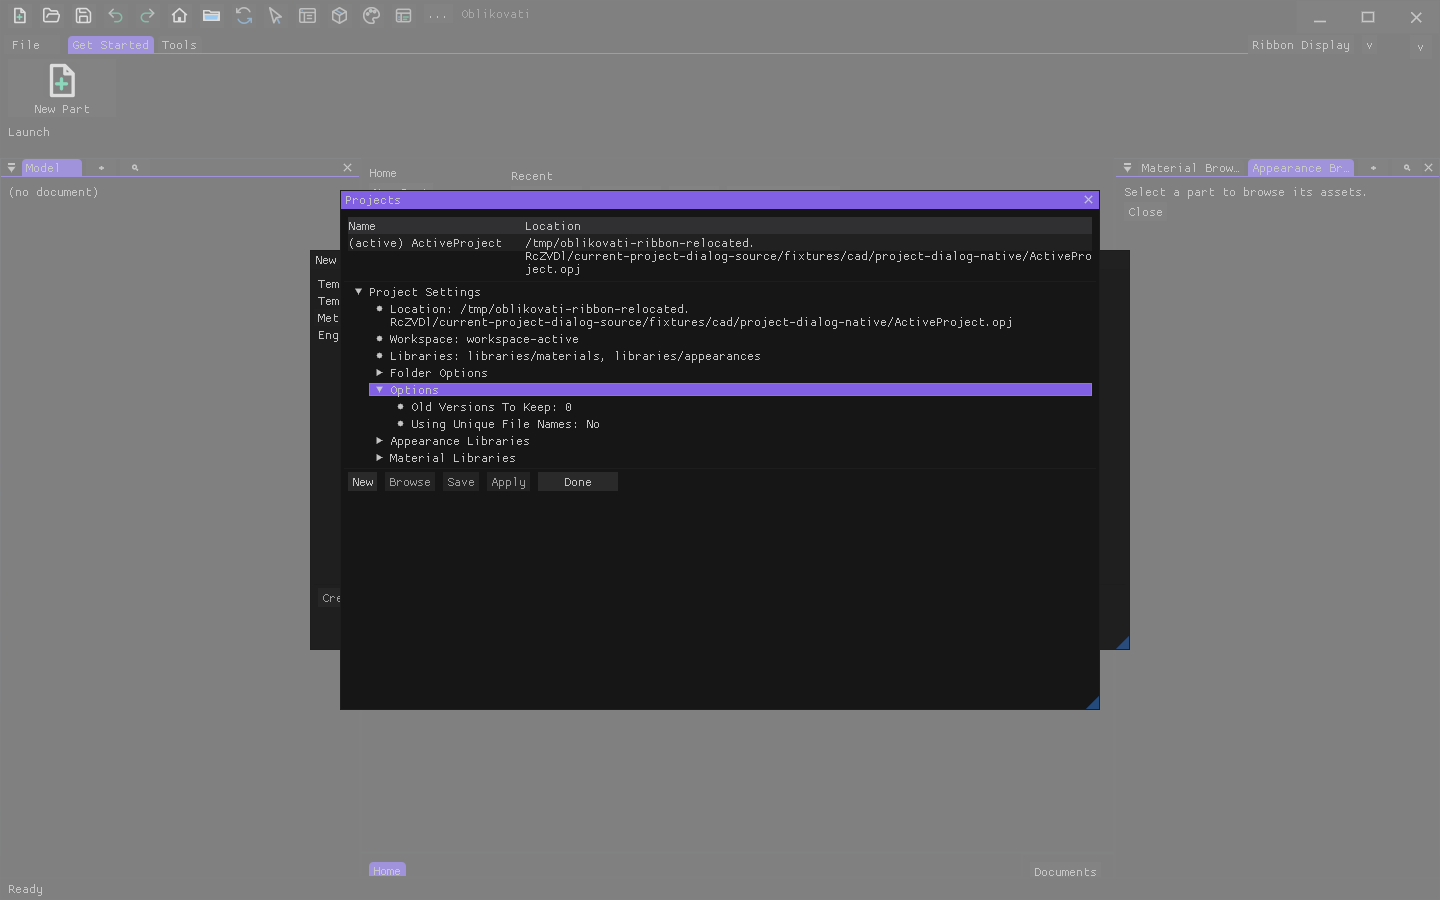 ... Oblikovati
File Get Started Tools Ribbon Display v v
New Part
Launch
Model
(no document)
Home
Recent
Material Brow… Appearance Br…
Select a part to browse its assets.
Close
Projects
Name Location
(active) ActiveProject /tmp/oblikovati-ribbon-relocated.
RcZVDl/current-project-dialog-source/fixtures/cad/project-dialog-native/ActivePro
ject.opj
Project Settings
Location: /tmp/oblikovati-ribbon-relocated.
RcZVDl/current-project-dialog-source/fixtures/cad/project-dialog-native/ActiveProject.opj
Workspace: workspace-active
Libraries: libraries/materials, libraries/appearances
Folder Options
Options
Old Versions To Keep: 0
Using Unique File Names: No
Appearance Libraries
Material Libraries
New Browse Save Apply Done
New
Tem
Tem
Met
Eng
Cre
Home
Documents
Ready